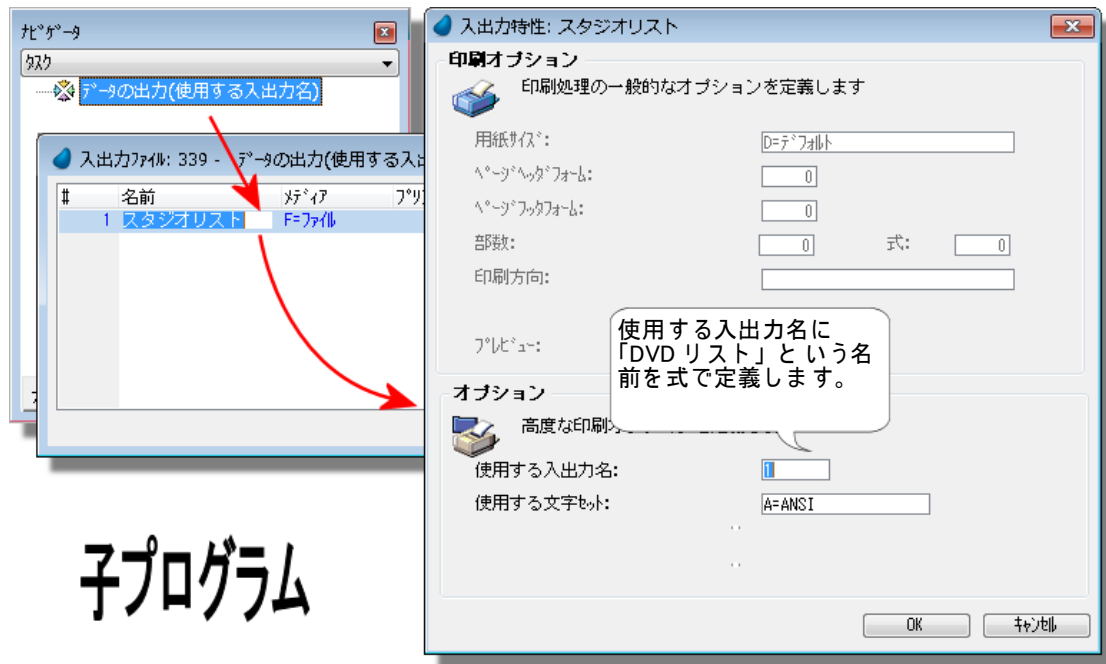 ﾅﾋﾞｹﾞｰﾀ
ﾀｽｸ
ﾃﾞｰﾀの出力(使用する入出力名)
入出力ﾌｧｲﾙ: 339 - ﾃﾞｰﾀの出力(使用する入
# 名前 ﾒﾃﾞｨｱ
1 スタジオリスト F=ﾌｧｲﾙ
子プログラム
入出力特性: スタジオリスト
印刷オプション
印刷処理の一般的なオプションを定義します
用紙ｻｲｽﾞ: D=ﾃﾞﾌｫﾙﾄ
ﾍﾟｰｼﾞﾍｯﾀﾞﾌｫｰﾑ: 0
ﾍﾟｰｼﾞﾌｯﾀﾌｫｰﾑ: 0
部数: 0 式: 0
印刷方向:
ﾌﾟﾚﾋﾞｭｰ:
使用する入出力名に
「DVD リスト」という名
前を式で定義します。
オプション
高度な印刷
使用する入出力名: 1
使用する文字ｾｯﾄ: A=ANSI
OK ｷｬﾝｾﾙ